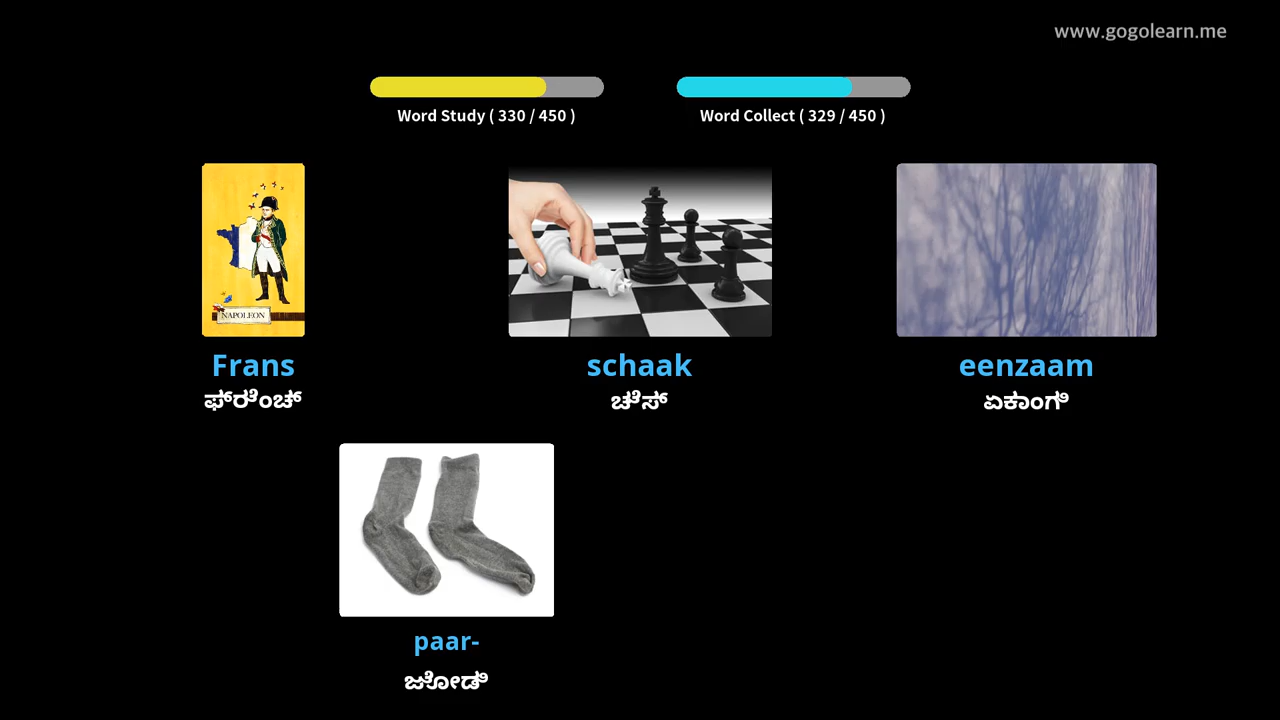 www.gogolearn.me
Word Study ( 330 / 450 )
Word Collect ( 329 / 450 )
NAPOLEON
Frans
schaak
eenzaam
ಫ್ರೆಂಚ್
ಚೆಸ್
ಏಕಾಂಗಿ
paar-
ಜೋಡಿ